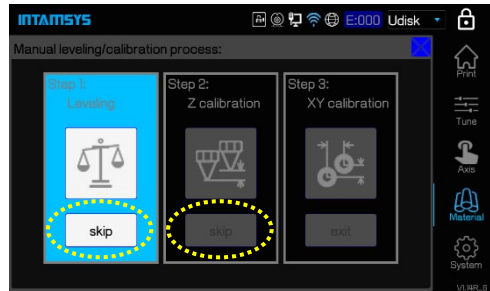 INTAMSYS
E:000 Udisk
Manual leveling/calibration process:
Step 1:
Leveling
Step 2:
Z calibration
Step 3:
XY calibration
skip
skip
exit
Print
Tune
Axis
Material
System